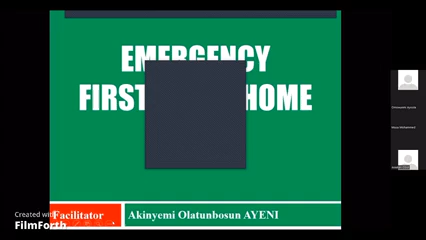 EMERGENCY
FIRST HOME
Facilitator
Akinyemi Olatunbosun AYENI
Created with
FilmForth